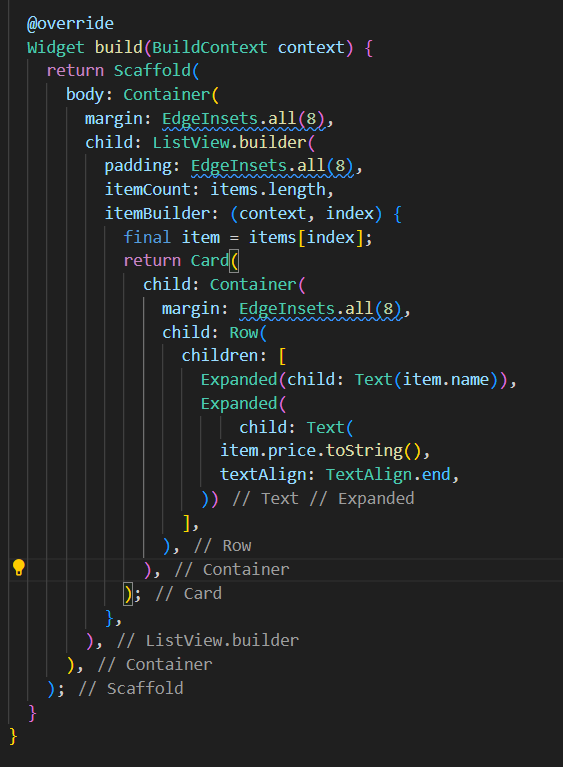 @override
Widget build(BuildContext context) {
return Scaffold(
body: Container(
margin: EdgeInsets.all(8),
child: ListView.builder(
padding: EdgeInsets.all(8),
itemCount: items.length,
itemBuilder: (context, index) {
final item = items[index];
return Card(
child: Container(
margin: EdgeInsets.all(8),
child: Row(
children: [
Expanded(child: Text(item.name)),
Expanded(
child: Text(
item.price.toString(),
textAlign: TextAlign.end,
)) // Text // Expanded
],
), // Row
), // Container
); // Card
},
), // ListView.builder
), // Container
); // Scaffold
}
}